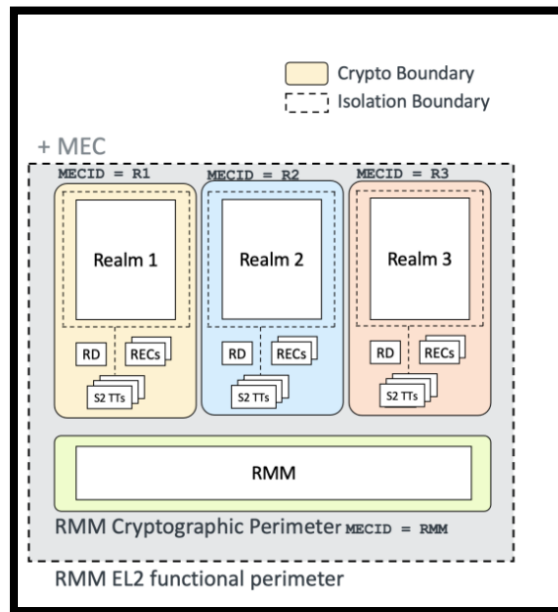 Crypto Boundary
Isolation Boundary
+ MEC
MECID = R1
MECID = R2
MECID = R3
Realm 1
Realm 2
Realm 3
RD
RECs
RD
RECs
RD
RECs
S2 TTs
S2 TTs
S2 TTs
RMM
RMM Cryptographic Perimeter MECID = RMM
RMM EL2 functional perimeter